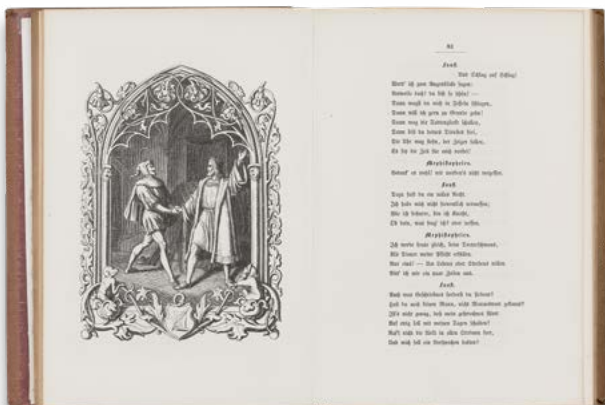 82
Faust.
Und Schlag auf Schlag!
Werd' ich zum Augenblicke sagen:
Verweile doch! du bist so schön! —
Dann magst du mich in Fesseln schlagen,
Dann will ich gern zu Grunde gehn!
Dann mag die Todtenglocke schallen,
Dann bist du deines Dienstes frei,
Die Uhr mag stehn, der Zeiger fallen,
Es sey die Zeit für mich vorbei!
Mephistopheles.
Bedenk' es wohl! wir werden's nicht vergessen.
Faust.
Dazu hast du ein volles Recht.
Ich habe mich nicht freventlich vermessen;
Wie ich beharre, bin ich Knecht,
Ob dein, was frag' ich? oder wessen.
Mephistopheles.
Ich werde heute gleich, beim Doctorschmaus,
Als Diener meine Pflicht erfüllen.
Nur eins! — Um Lebens oder Sterbens willen
Bitt' ich mir ein paar Zeilen aus.
Faust.
Auch was Geschriebnes forderst du Pedant?
Hast du noch keinen Mann, nicht Manneswort gekannt?
Ist's nicht genug, daß mein gesprochnes Wort
Auf ewig soll mit meinen Tagen schalten?
Ras't nicht die Welt in allen Strömen fort,
Und mich soll ein Versprechen halten?